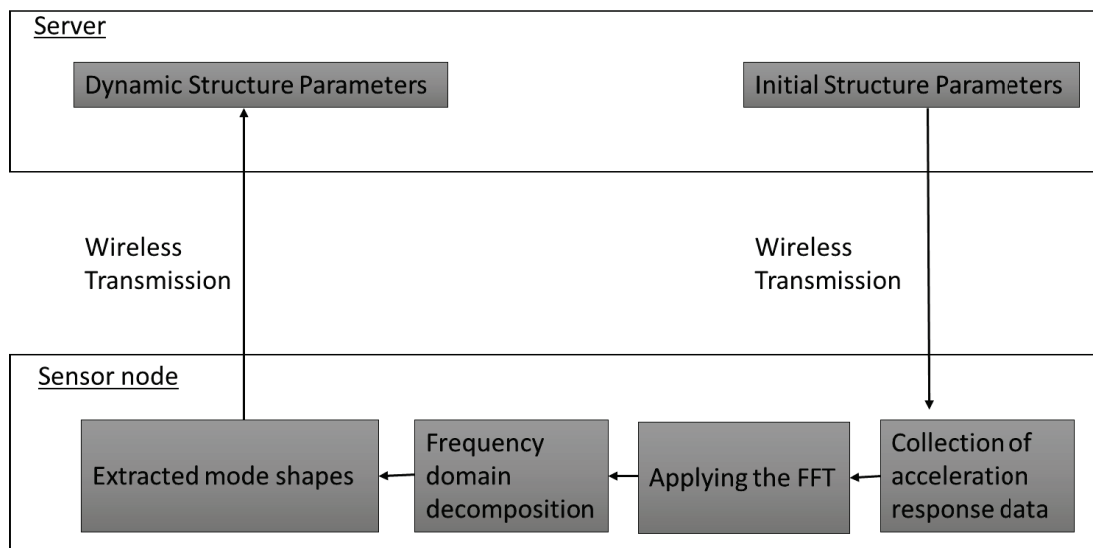 Server
Dynamic Structure Parameters
Initial Structure Parameters
Wireless
Transmission
Wireless
Transmission
Sensor node
Extracted mode shapes
Frequency
domain
decomposition
Applying the FFT
Collection of
acceleration
response data